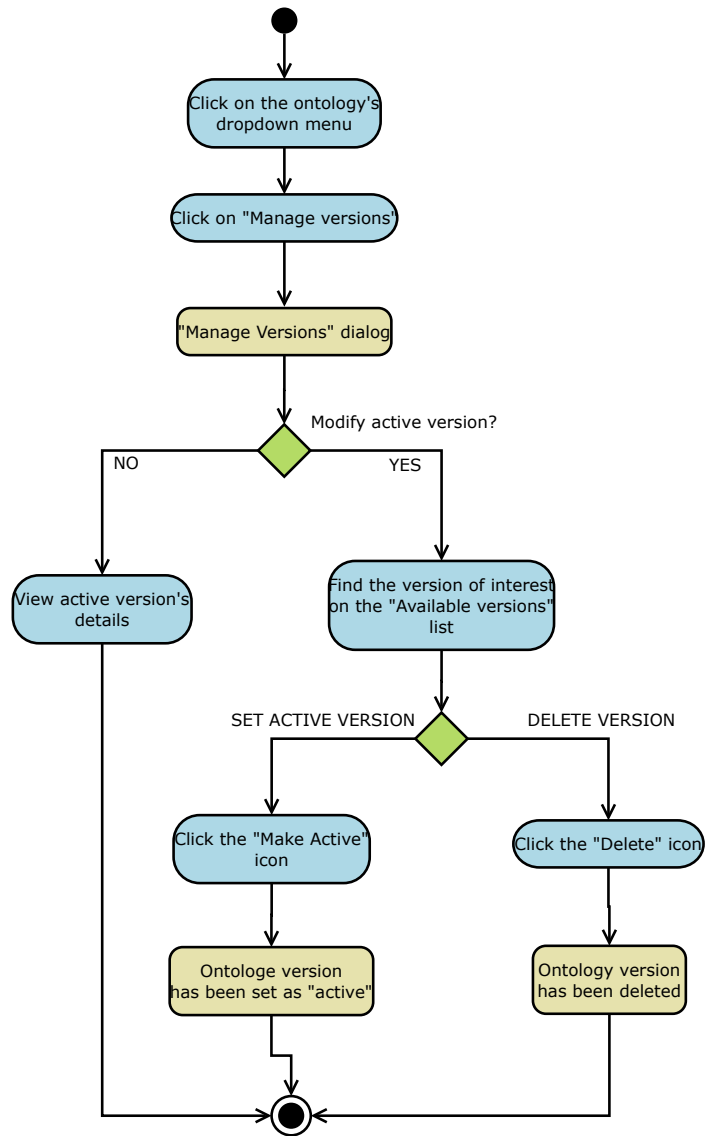 Click on the ontology's
dropdown menu
Click on "Manage versions"
"Manage Versions" dialog
Modify active version?
NO
YES
View active version's
details
Find the version of interest
on the "Available versions"
list
SET ACTIVE VERSION
DELETE VERSION
Click the "Make Active"
icon
Click the "Delete" icon
Ontologe version
has been set as "active"
Ontology version
has been deleted